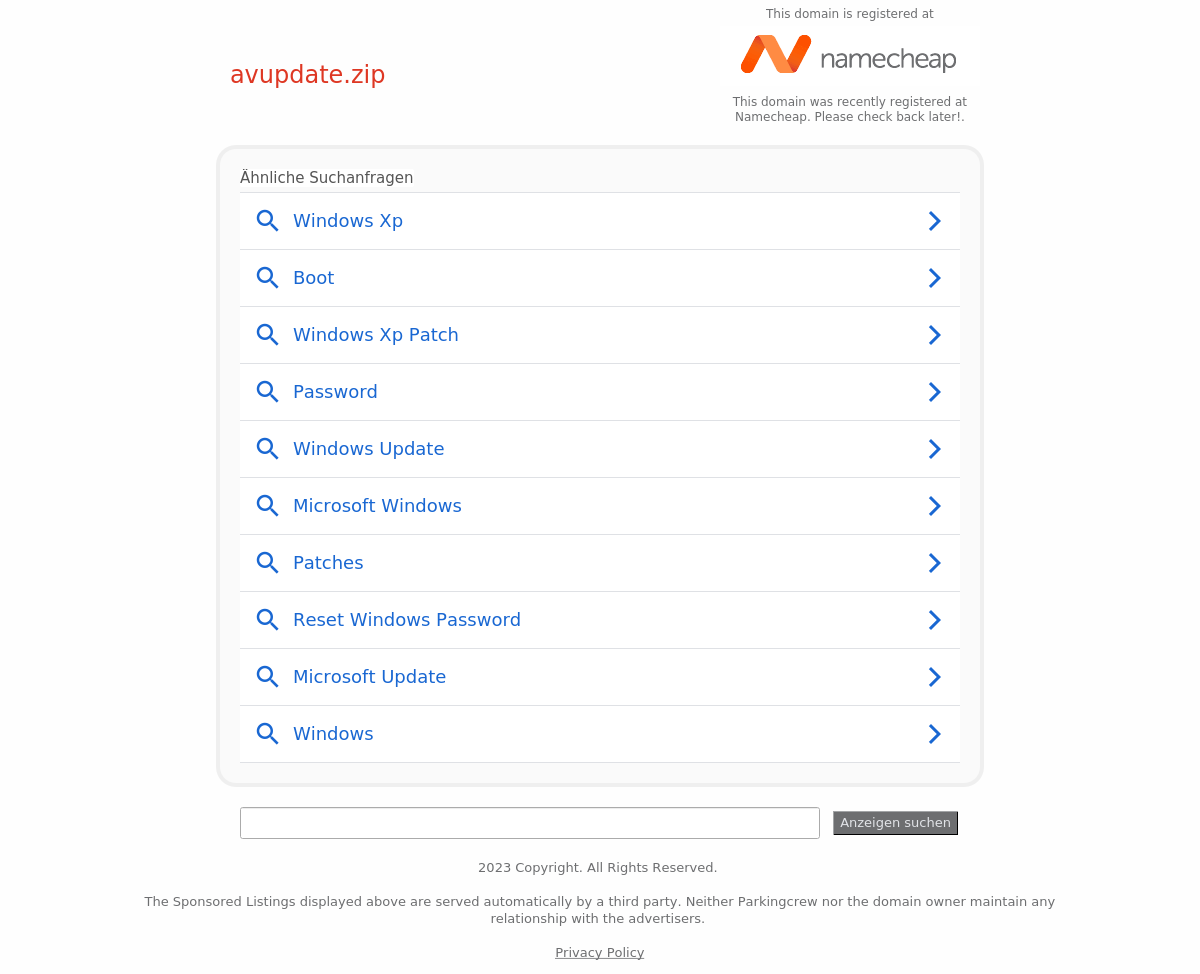 This domain is registered at
namecheap
avupdate.zip
This domain was recently registered at
Namecheap. Please check back later!.
Ähnliche Suchanfragen
Windows Xp
Boot
Windows Xp Patch
Password
Windows Update
Microsoft Windows
Patches
Reset Windows Password
Microsoft Update
Windows
Anzeigen suchen
2023 Copyright. All Rights Reserved.
The Sponsored Listings displayed above are served automatically by a third party. Neither Parkingcrew nor the domain owner maintain any
relationship with the advertisers.
Privacy Policy